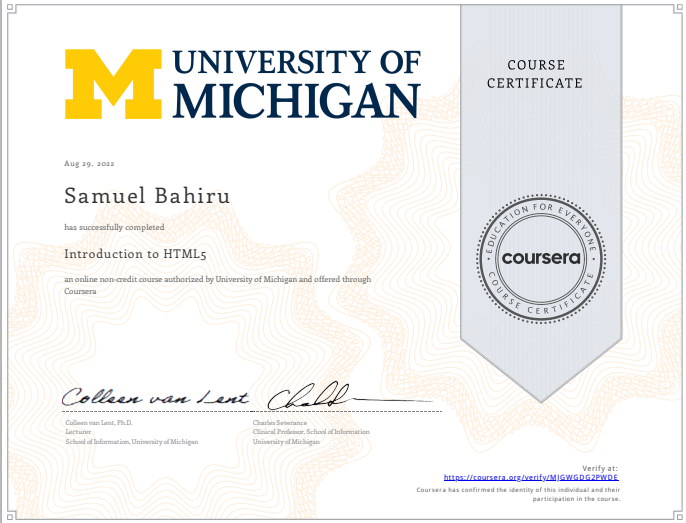 UNIVERSITY OF
MICHIGAN
COURSE
CERTIFICATE
Aug 29, 2022
Samuel Bahiru
has successfully completed
Introduction to HTML5
an online non-credit course authorized by University of Michigan and offered through
Coursera
EDUCATION FOR EVERYONE
coursera
COURSE CERTIFICATE
Colleen van Lent
Colleen van Lent, Ph.D.
Lecturer
School of Information, University of Michigan
Charles Severance
Clinical Professor, School of Information
University of Michigan
Verify at:
https://coursera.org/verify/MJGWGDG2PWDE
Coursera has confirmed the identity of this individual and their
participation in the course.